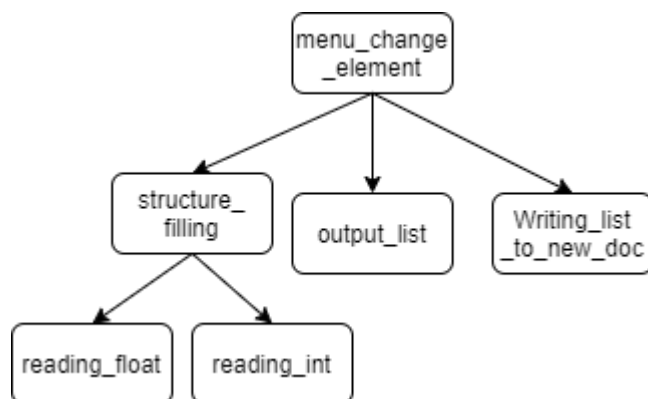 menu_change
_element
structure_
filling
output_list
Writing_list
_to_new_doc
reading_float
reading_int